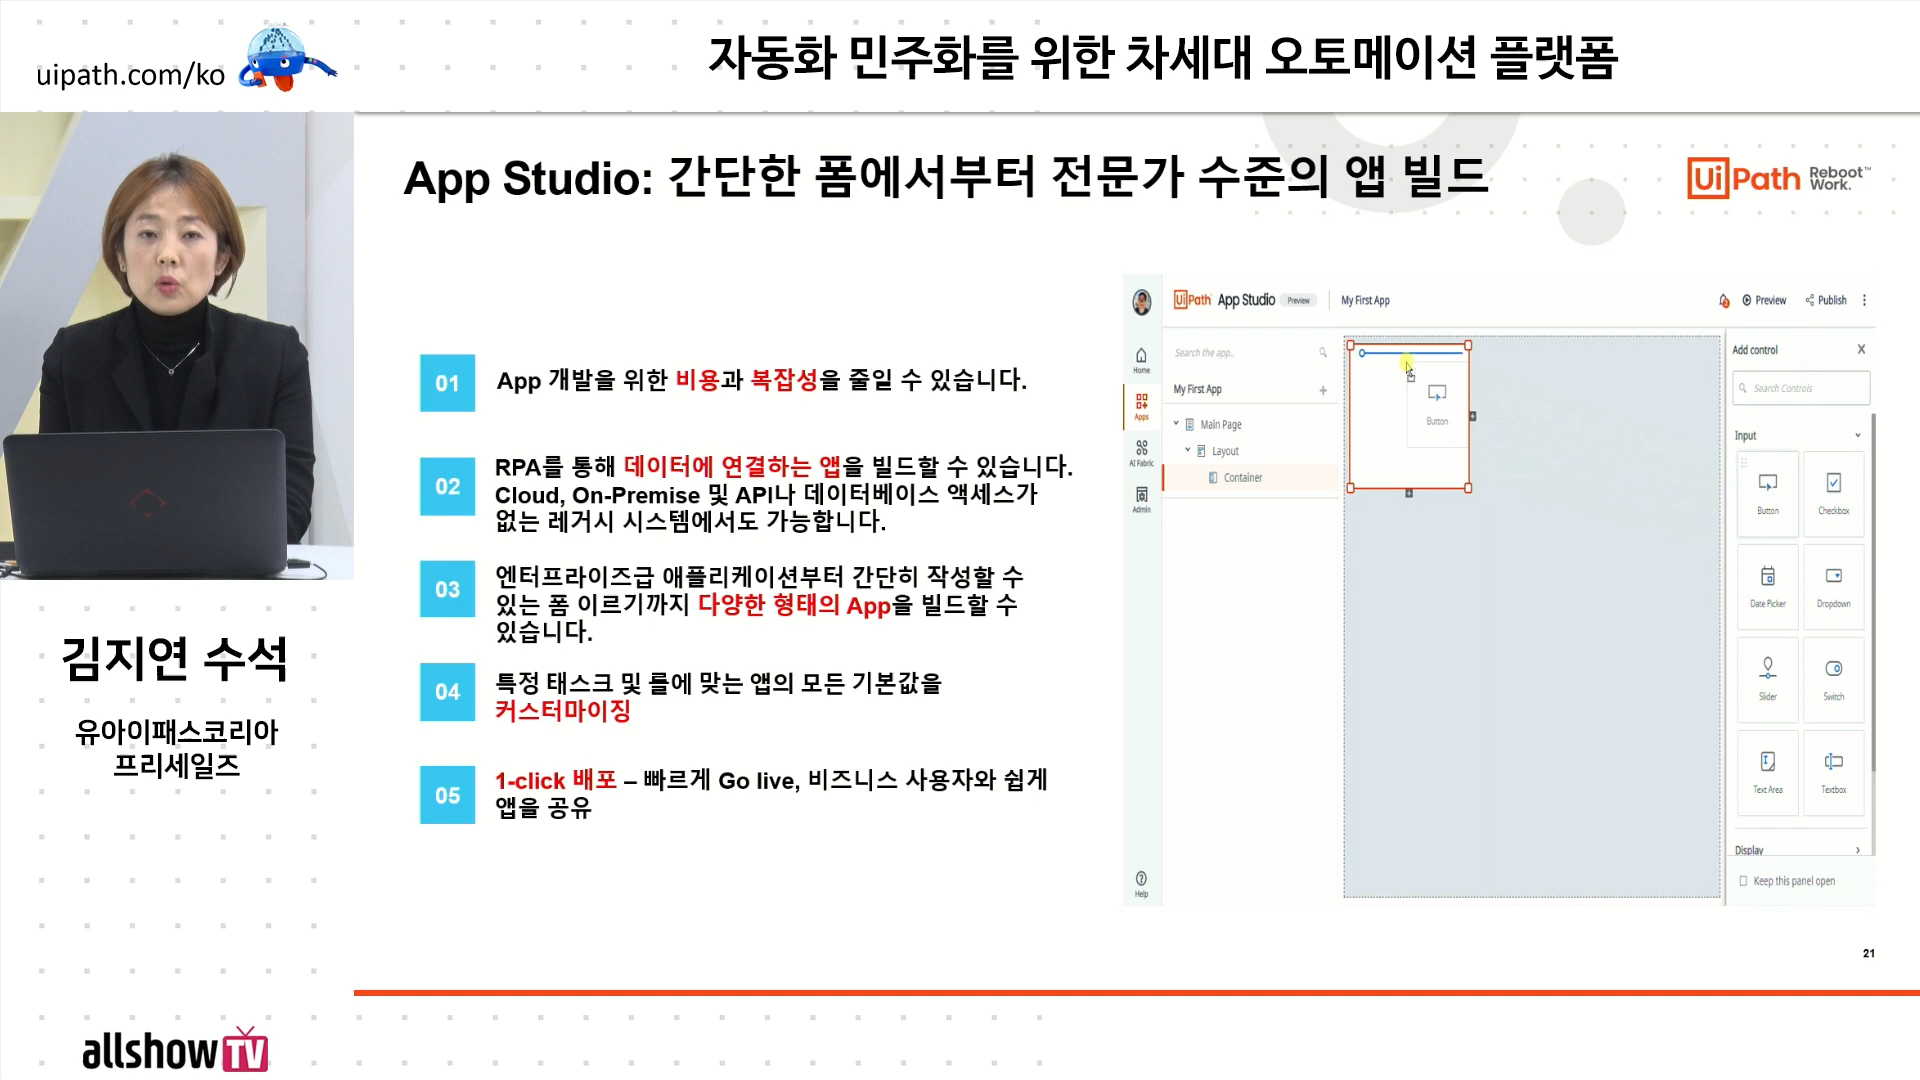 uipath.com/ko
자동화 민주화를 위한 차세대 오토메이션 플랫폼
App Studio: 간단한 폼에서부터 전문가 수준의 앱 빌드
UiPath Reboot™
Work.
01
App 개발을 위한 비용과 복잡성을 줄일 수 있습니다.
02
RPA를 통해 데이터에 연결하는 앱을 빌드할 수 있습니다.
Cloud, On-Premise 및 API나 데이터베이스 액세스가
없는 레거시 시스템에서도 가능합니다.
03
엔터프라이즈급 애플리케이션부터 간단히 작성할 수
있는 폼 이르기까지 다양한 형태의 App을 빌드할 수
있습니다.
04
특정 태스크 및 룰에 맞는 앱의 모든 기본값을
커스터마이징
05
1-click 배포 – 빠르게 Go live, 비즈니스 사용자와 쉽게
앱을 공유
UiPath App Studio Preview My First App
Preview Publish
Home
Apps
AI Fabric
Admin
Help
Search the app..
My First App
Main Page
Layout
Container
Button
Add control
Search Controls
Input
Button Checkbox
Date Picker Dropdown
Slider Switch
Text Area Textbox
Display
Keep this panel open
21
김지연 수석
유아이패스코리아
프리세일즈
allshow TV